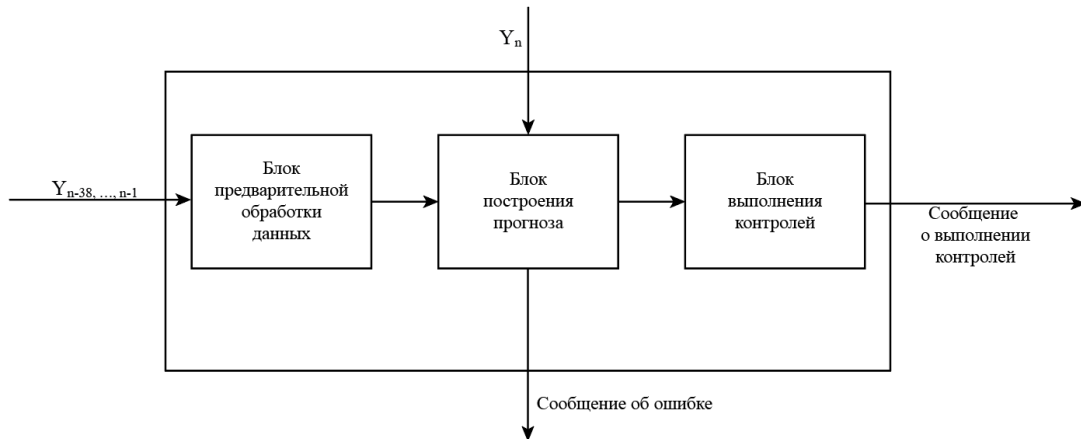 Yn
Yn-38, ..., n-1
Блок
предварительной
обработки
данных
Блок
построения
прогноза
Блок
выполнения
контролей
Сообщение
о выполнении
контролей
Сообщение об ошибке